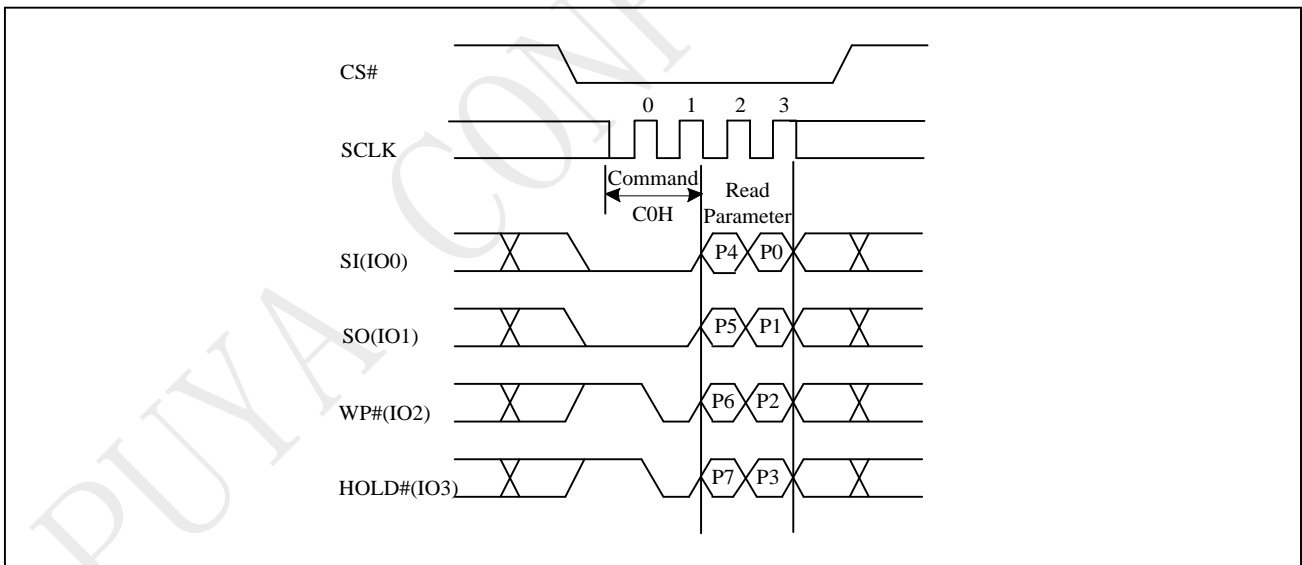 CS#
0 1 2 3
SCLK
Command
C0H
Read
Parameter
SI(IO0)
P4 P0
SO(IO1)
P5 P1
WP#(IO2)
P6 P2
HOLD#(IO3)
P7 P3
PUYA CONF